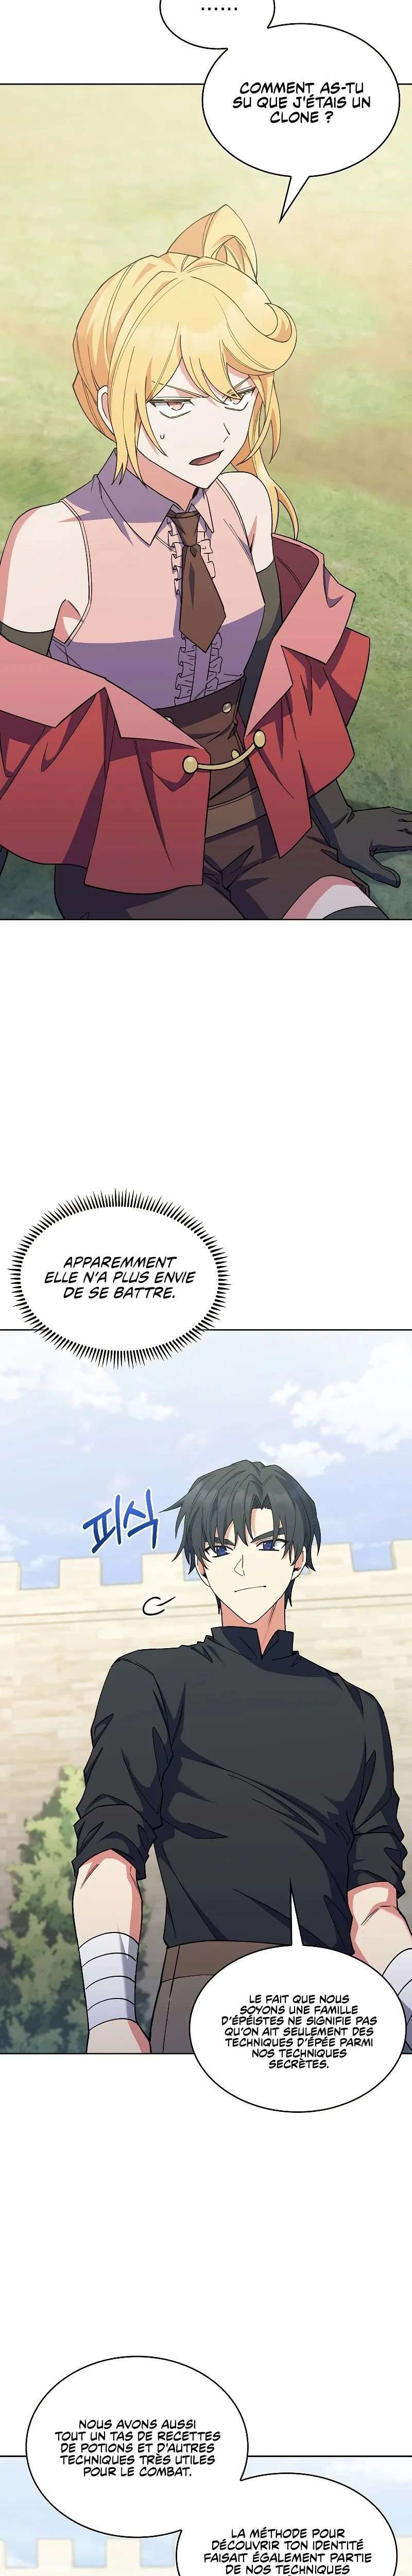 ......
COMMENT AS-TU
SU QUE J'ÉTAIS UN
CLONE ?
APPAREMMENT
ELLE N'A PLUS ENVIE
DE SE BATTRE.
피식
LE FAIT QUE NOUS
SOYONS UNE FAMILLE
D'ÉPÉISTES NE SIGNIFIE PAS
QU'ON AIT SEULEMENT DES
TECHNIQUES D'ÉPÉE PARMI
NOS TECHNIQUES
SECRÈTES.
NOUS AVONS AUSSI
TOUT UN TAS DE RECETTES
DE POTIONS ET D'AUTRES
TECHNIQUES TRÈS UTILES
POUR LE COMBAT.
LA MÉTHODE POUR
DÉCOUVRIR TON IDENTITÉ
FAISAIT ÉGALEMENT PARTIE
DE NOS TECHNIQUES